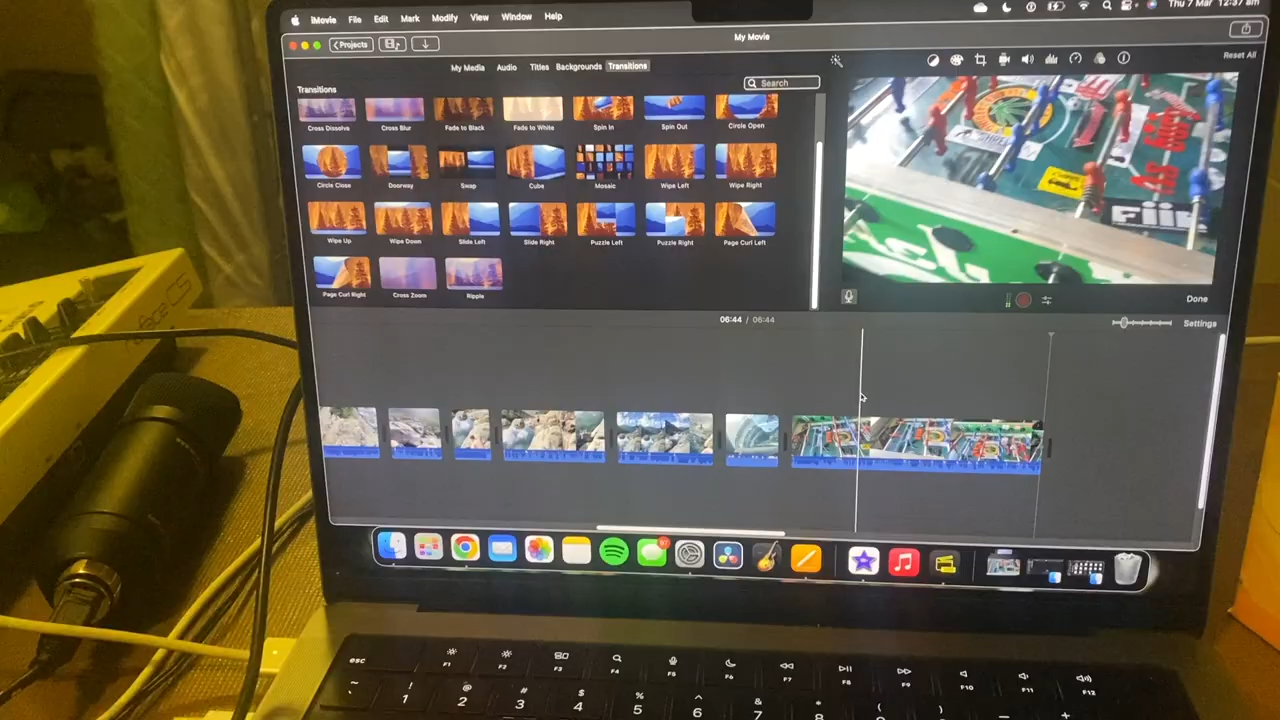 iMovie File Edit Mark Modify View Window Help
Thu 7 Mar 12:37 am
Projects
My Movie
My Media Audio Titles Backgrounds Transitions
Reset All
Transitions
Search
Cross Dissolve Cross Blur Fade to Black Fade to White Spin In Spin Out Circle Open
Circle Close Doorway Swap Cube Mosaic Wipe Left Wipe Right
Wipe Up Wipe Down Slide Left Slide Right Puzzle Left Puzzle Right Page Curl Left
Page Curl Right Cross Zoom Ripple
Done
06:44 / 06:44
Settings
face CS
esc
F1 F2 F3 F4 F5 F6 F7 F8 F9 F10 F11 F12
~ ! @ # $ % ^ & *
` 1 2 3 4 5 6 7 8 9 0 — +